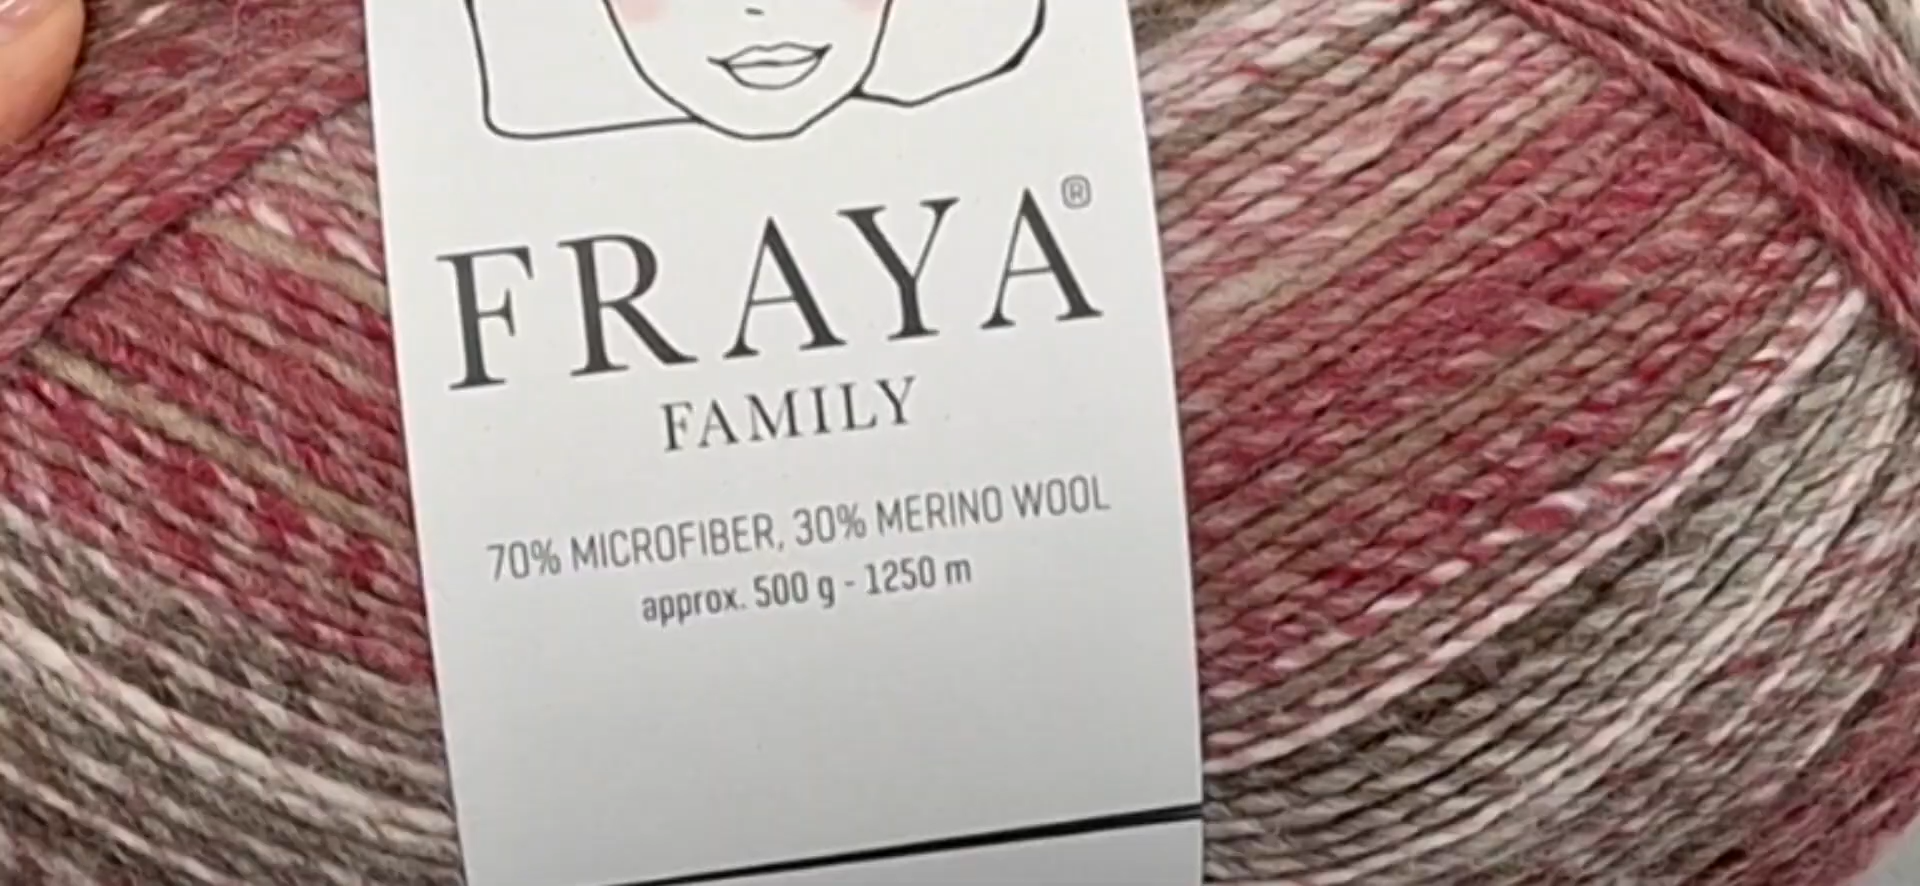 FRAYA®
FAMILY
70% MICROFIBER, 30% MERINO WOOL
approx. 500 g - 1250 m